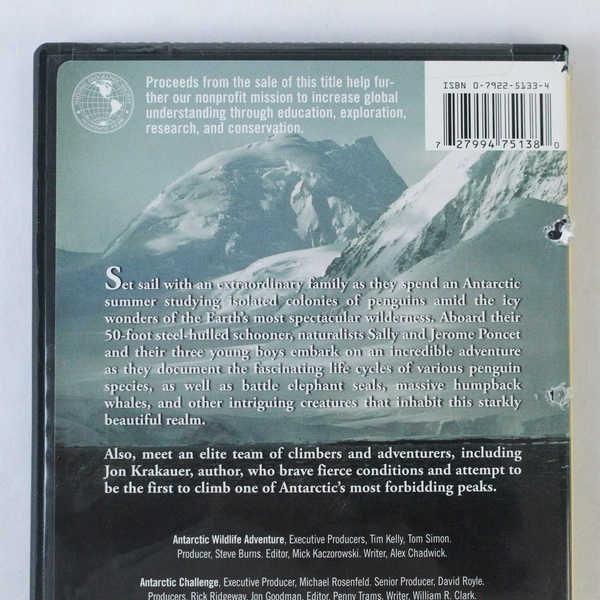 Proceeds from the sale of this title help fur-
ther our nonprofit mission to increase global
understanding through education, exploration,
research, and conservation.
ISBN 0-7922-5133-4
7 27994 75138 0
Set sail with an extraordinary family as they spend an Antarctic
summer studying isolated colonies of penguins amid the icy
wonders of the Earth's most spectacular wilderness. Aboard their
50-foot steel-hulled schooner, naturalists Sally and Jerome Poncet
and their three young boys embark on an incredible adventure
as they document the fascinating life cycles of various penguin
species, as well as battle elephant seals, massive humpback
whales, and other intriguing creatures that inhabit this starkly
beautiful realm.
Also, meet an elite team of climbers and adventurers, including
Jon Krakauer, author, who brave fierce conditions and attempt to
be the first to climb one of Antarctic's most forbidding peaks.
Antarctic Wildlife Adventure, Executive Producers, Tim Kelly, Tom Simon.
Producer, Steve Burns. Editor, Mick Kaczorowski. Writer, Alex Chadwick.
Antarctic Challenge, Executive Producer, Michael Rosenfeld. Senior Producer, David Royle.
Producers, Rick Ridgeway, Jon Goodman. Editor, Penny Trams. Writer, William R. Clark.